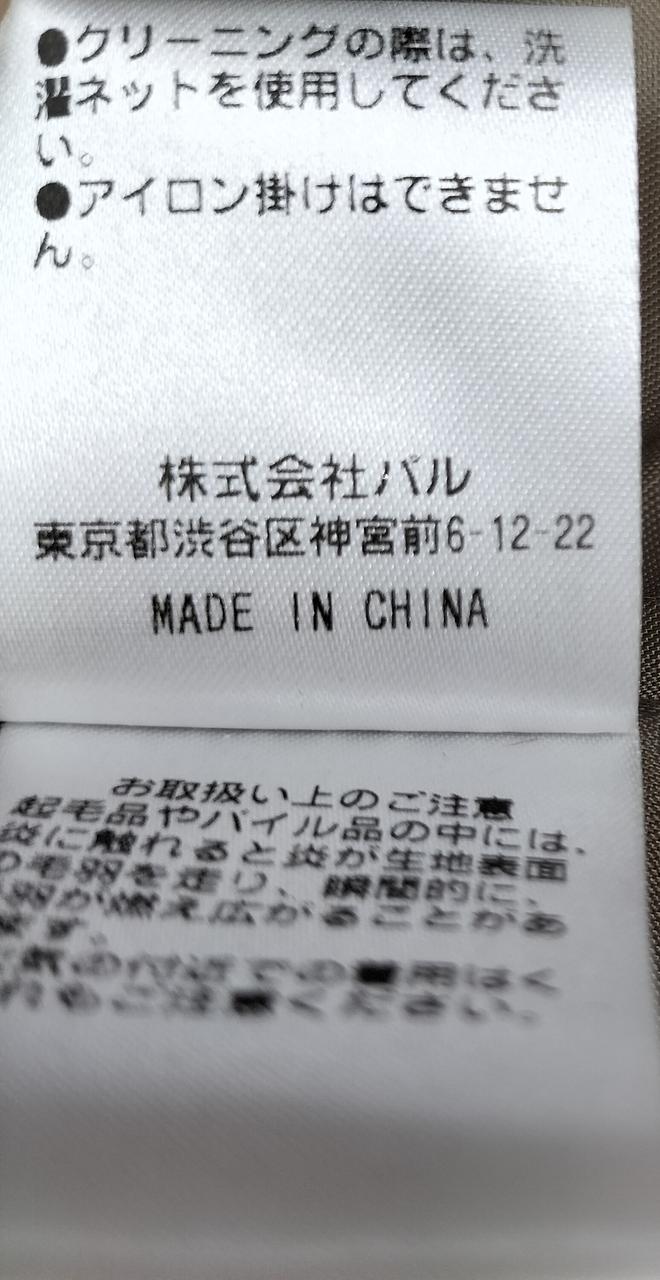 ●クリーニングの際は、洗
濯ネットを使用してくださ
い。
●アイロン掛けはできませ
ん。
株式会社パル
東京都渋谷区神宮前6-12-22
MADE IN CHINA
お取扱い上のご注意
起毛品やパイル品の中には、
炎に触れると炎が生地表面
の毛羽を走り、瞬間的に、
毛羽が燃え広がることがあ
ます。
火気の付近での着用はく
れもご注意ください。